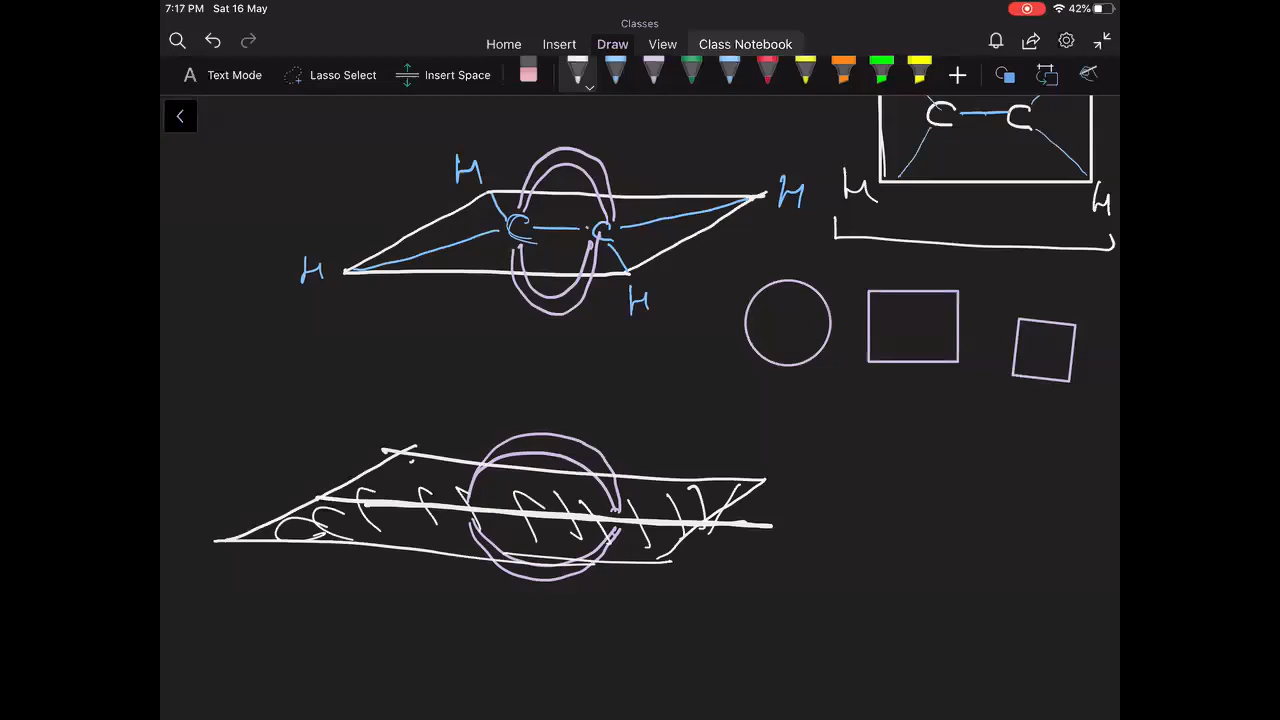 7:17 PM Sat 16 May
42%
Classes
Home Insert Draw View Class Notebook
A Text Mode Lasso Select Insert Space
C C
H H
H H
C C
H
H